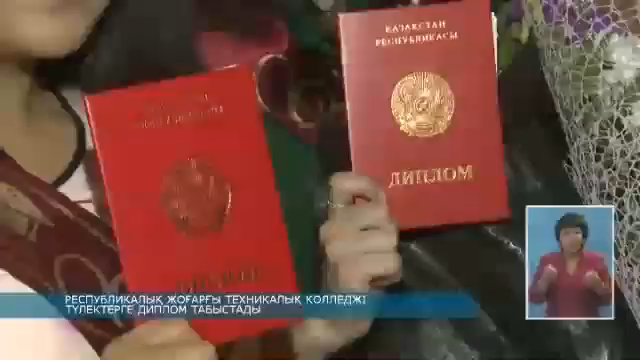 ҚАЗАҚСТАН
РЕСПУБЛИКАСЫ
ДИПЛОМ
РЕСПУБЛИКАЛЫҚ ЖОҒАРҒЫ ТЕХНИКАЛЫҚ КОЛЛЕДЖІ
ТҮЛЕКТЕРГЕ ДИПЛОМ ТАБЫСТАДЫ